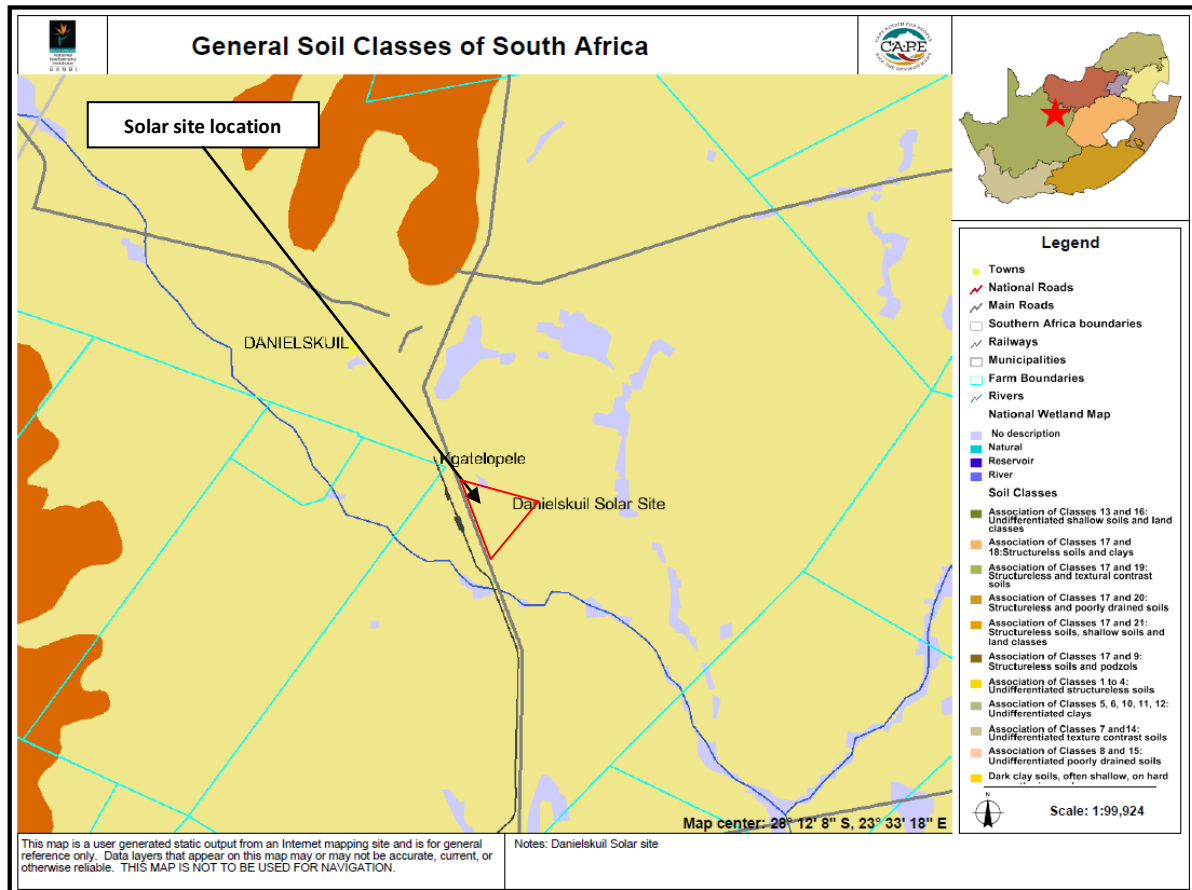 General Soil Classes of South Africa
SANBI
Solar site location
DANIELSKUIL
Kgatelopele
Danielskuil Solar Site
Map center: 28° 12' 8" S, 23° 33' 18" E
Legend
Towns
National Roads
Main Roads
Southern Africa boundaries
Railways
Municipalities
Farm Boundaries
Rivers
National Wetland Map
No description
Natural
Reservoir
River
Soil Classes
Association of Classes 13 and 16:
Undifferentiated shallow soils and land
classes
Association of Classes 17 and
18:Structurelss soils and clays
Association of Classes 17 and 19:
Structureless and textural contrast
soils
Association of Classes 17 and 20:
Structureless and poorly drained soils
Association of Classes 17 and 21:
Structureless soils, shallow soils and
land classes
Association of Classes 17 and 9:
Structureless soils and podzols
Association of Classes 1 to 4:
Undifferentiated structureless soils
Association of Classes 5, 6, 10, 11, 12:
Undifferentiated clays
Association of Classes 7 and14:
Undifferentiated texture contrast soils
Association of Classes 8 and 15:
Undifferentiated poorly drained soils
Dark clay soils, often shallow, on hard
N
Scale: 1:99,924
This map is a user generated static output from an Internet mapping site and is for general
reference only. Data layers that appear on this map may or may not be accurate, current, or
otherwise reliable. THIS MAP IS NOT TO BE USED FOR NAVIGATION.
Notes: Danielskuil Solar site